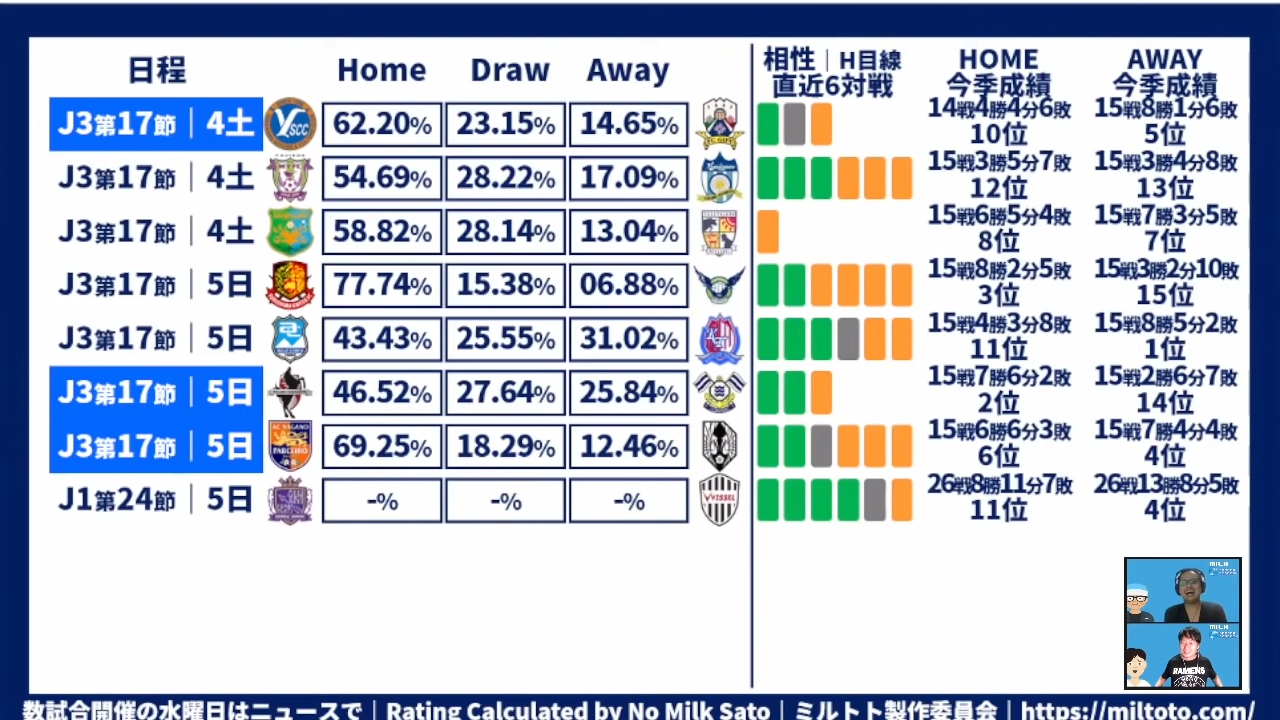 日程 Home Draw Away 相性｜H目線 直近6対戦 HOME 今季成績 AWAY 今季成績
J3第17節｜4土 62.20% 23.15% 14.65% 14戦4勝4分6敗 10位 15戦8勝1分6敗 5位
J3第17節｜4土 54.69% 28.22% 17.09% 15戦3勝5分7敗 12位 15戦3勝4分8敗 13位
J3第17節｜4土 58.82% 28.14% 13.04% 15戦6勝5分4敗 8位 15戦7勝3分5敗 7位
J3第17節｜5日 77.74% 15.38% 06.88% 15戦8勝2分5敗 3位 15戦3勝2分10敗 15位
J3第17節｜5日 43.43% 25.55% 31.02% 15戦4勝3分8敗 11位 15戦8勝5分2敗 1位
J3第17節｜5日 46.52% 27.64% 25.84% 15戦7勝6分2敗 2位 15戦2勝6分7敗 14位
J3第17節｜5日 69.25% 18.29% 12.46% 15戦6勝6分3敗 6位 15戦7勝4分4敗 4位
J1第24節｜5日 -% -% -% 26戦8勝11分7敗 11位 26戦13勝8分5敗 4位
YSCC
AC NAGANO
PARCEIRO
VISSEL
MILK
MILK
RAMENS
数試合開催の水曜日はニュースで｜Rating Calculated by No Milk Sato｜ミルトト製作委員会｜https://miltoto.com/